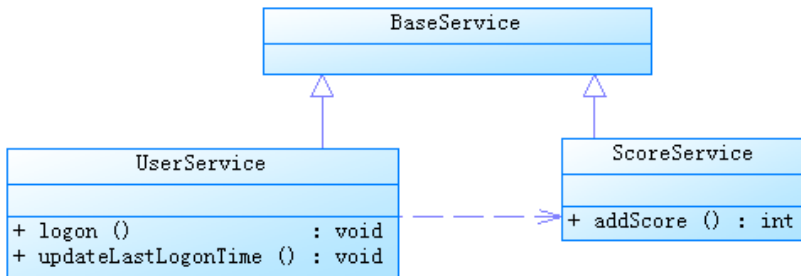 BaseService
UserService
+ logon () : void
+ updateLastLogonTime () : void
ScoreService
+ addScore () : int